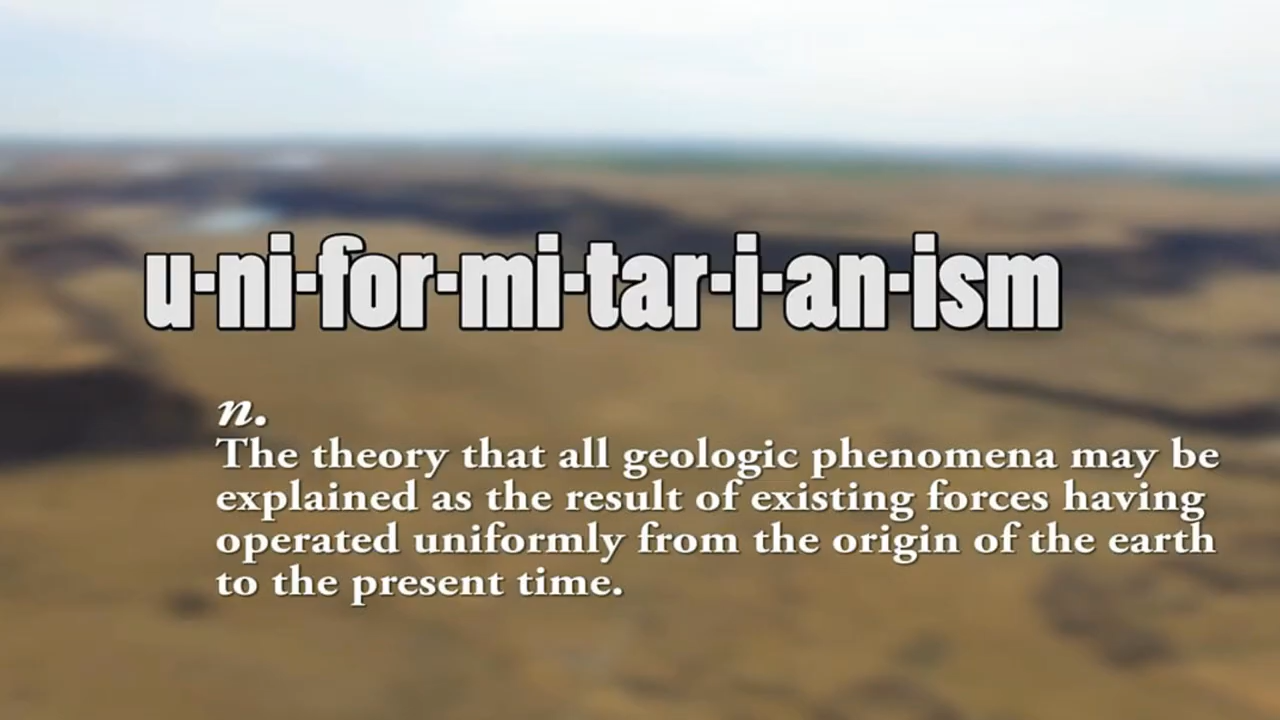 u·ni·for·mi·tar·i·an·ism
n.
The theory that all geologic phenomena may be
explained as the result of existing forces having
operated uniformly from the origin of the earth
to the present time.